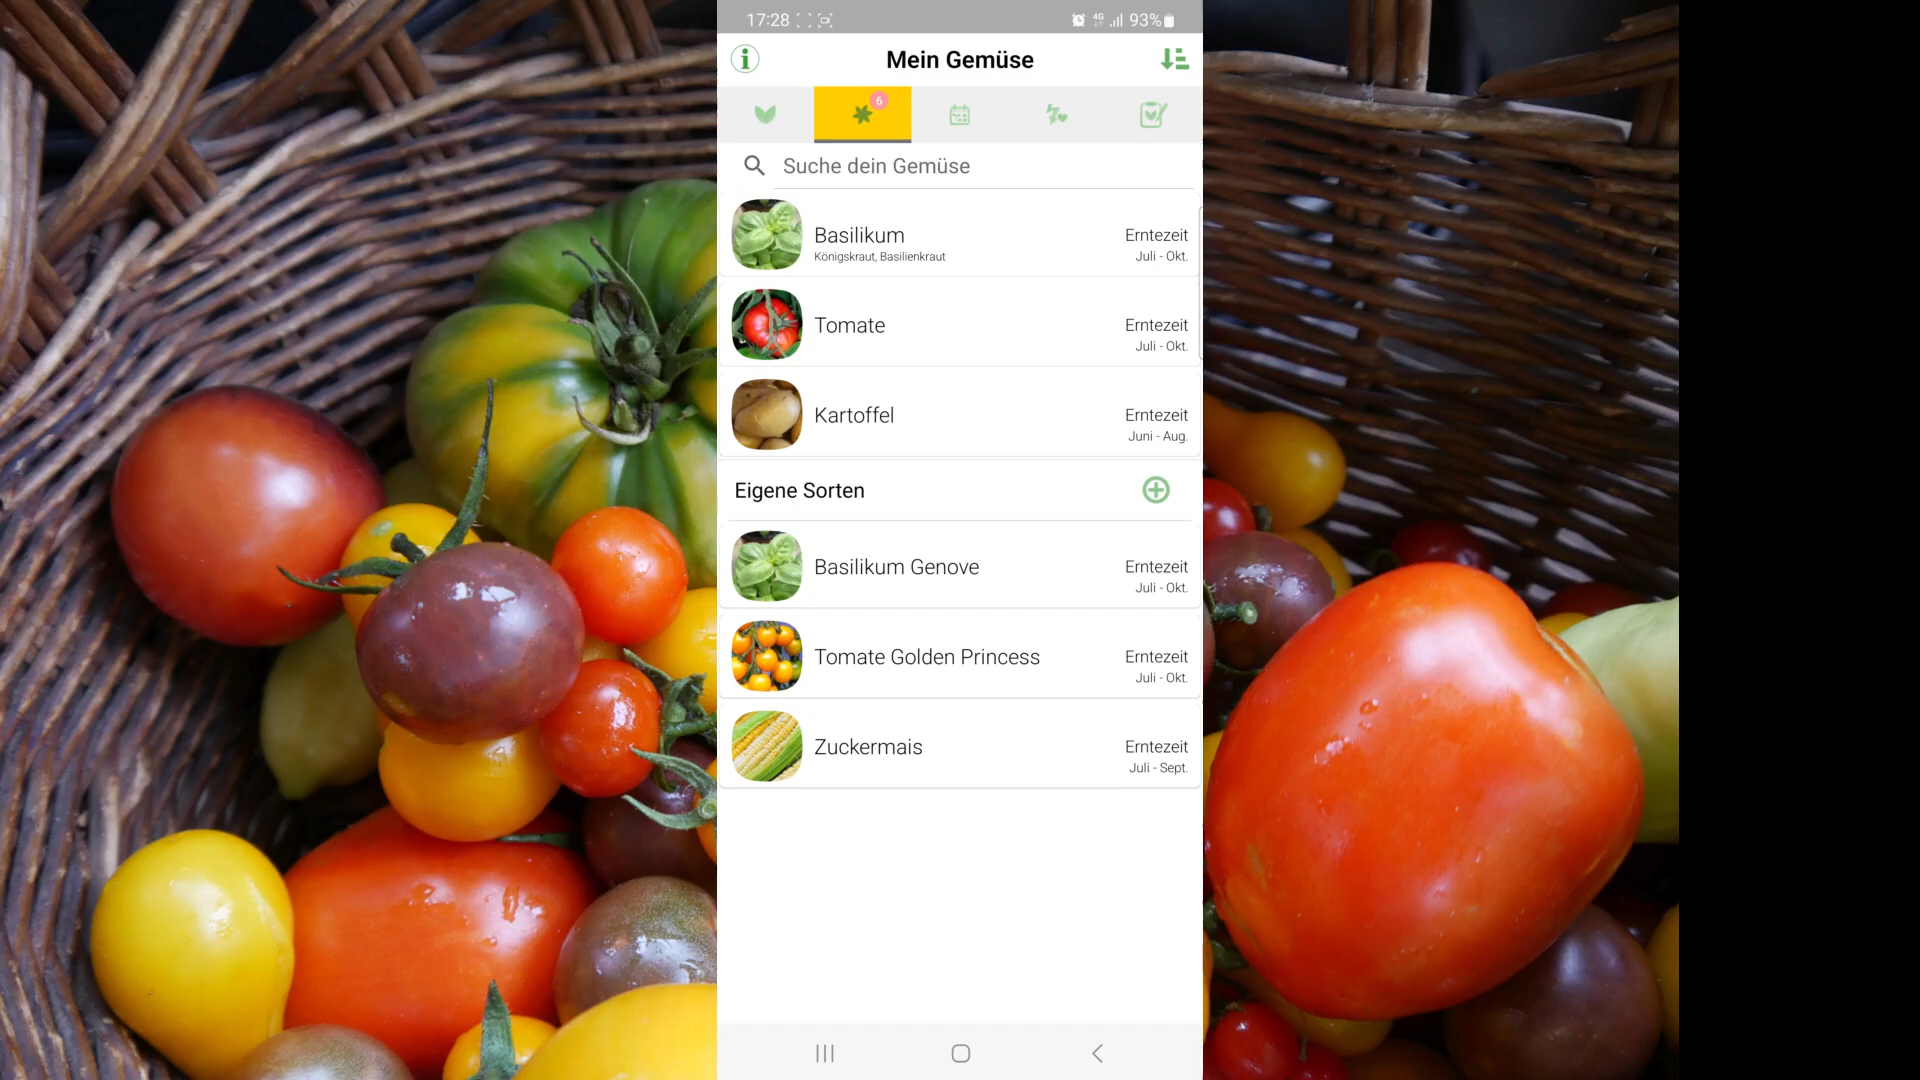 17:28
4G 93%
i
Mein Gemüse
6
Suche dein Gemüse
Basilikum
Königskraut, Basilienkraut
Erntezeit
Juli - Okt.
Tomate
Erntezeit
Juli - Okt.
Kartoffel
Erntezeit
Juni - Aug.
Eigene Sorten
Basilikum Genove
Erntezeit
Juli - Okt.
Tomate Golden Princess
Erntezeit
Juli - Okt.
Zuckermais
Erntezeit
Juli - Sept.